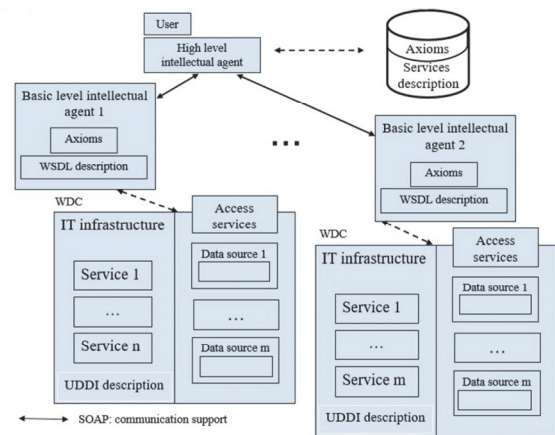 User
High level
intellectual agent
Axioms
Services
description
Basic level intellectual
agent 1
Axioms
WSDL description
...
Basic level intellectual
agent 2
Axioms
WSDL description
WDC
IT infrastructure
Service 1
...
Service n
UDDI description
Access
services
Data source 1
...
Data source m
WDC
IT infrastructure
Service 1
...
Service m
UDDI description
Access
services
Data source 1
...
Data source m
SOAP: communication support